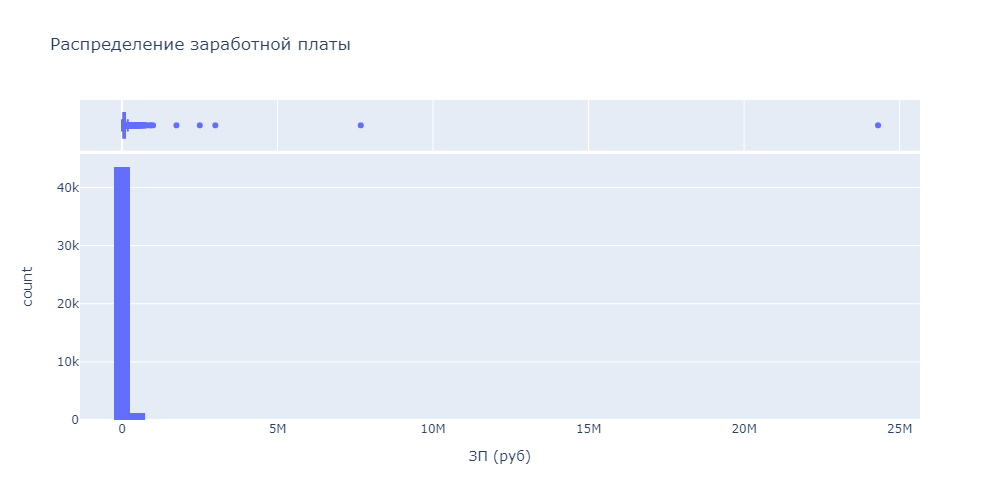 Распределение заработной платы
40k
30k
20k
10k
0
count
0 5M 10M 15M 20M 25M
ЗП (руб)